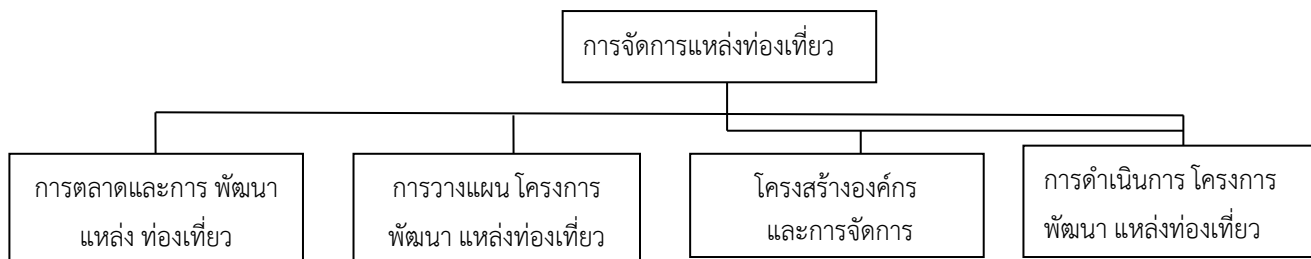 การจัดการแหล่งท่องเที่ยว
การตลาดและการ พัฒนา
แหล่ง ท่องเที่ยว
การวางแผน โครงการ
พัฒนา แหล่งท่องเที่ยว
โครงสร้างองค์กร
และการจัดการ
การดำเนินการ โครงการ
พัฒนา แหล่งท่องเที่ยว